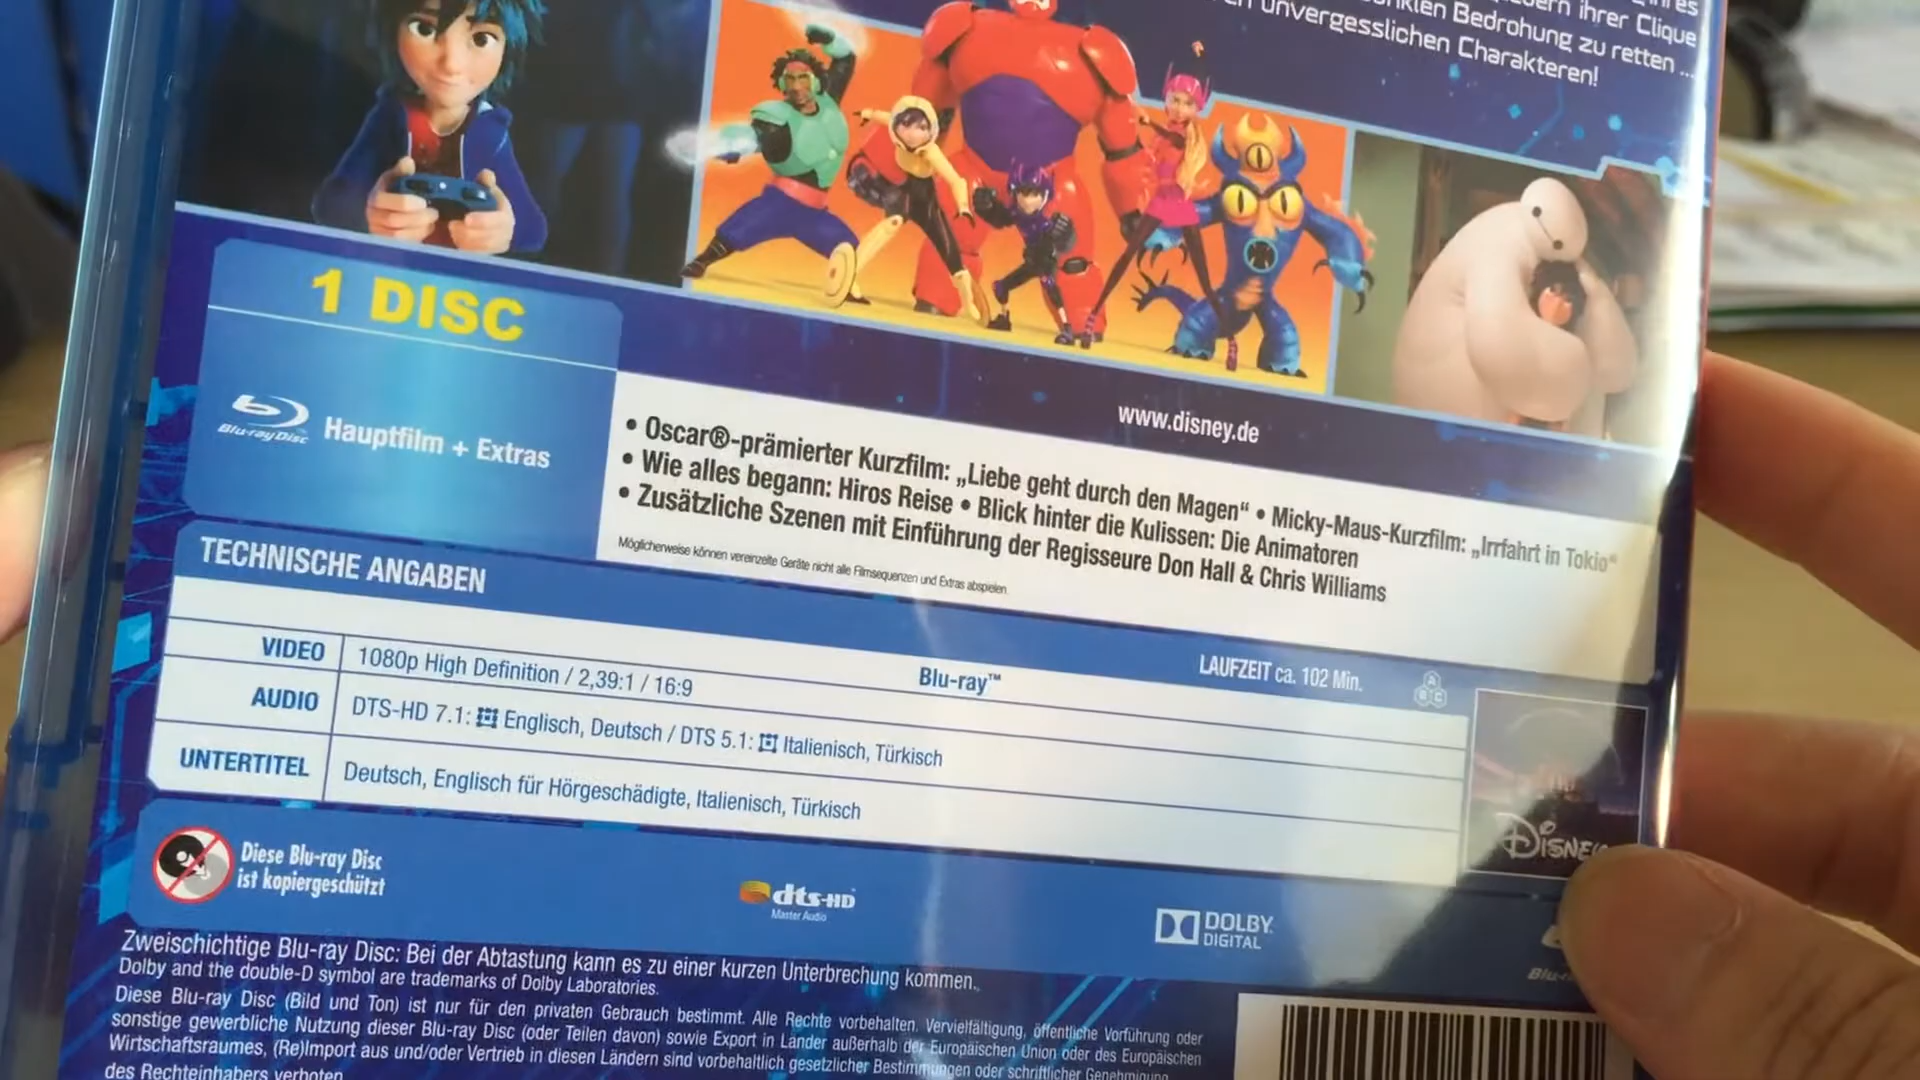 ihrer Clique
Bedrohung zu retten ...
unvergesslichen Charakteren!
1 DISC
Blu-ray Disc
Hauptfilm + Extras
www.disney.de
• Oscar®-prämierter Kurzfilm: „Liebe geht durch den Magen“ • Micky-Maus-Kurzfilm: „Irrfahrt in Tokio“
• Wie alles begann: Hiros Reise • Blick hinter die Kulissen: Die Animatoren
• Zusätzliche Szenen mit Einführung der Regisseure Don Hall & Chris Williams
Möglicherweise können vereinzelte Geräte nicht alle Filmsequenzen und Extras abspielen
TECHNISCHE ANGABEN
Blu-ray™
LAUFZEIT ca. 102 Min.
A B C
VIDEO
1080p High Definition / 2,39:1 / 16:9
AUDIO
DTS-HD 7.1: Englisch, Deutsch / DTS 5.1: Italienisch, Türkisch
UNTERTITEL
Deutsch, Englisch für Hörgeschädigte, Italienisch, Türkisch
Disney
Diese Blu-ray Disc
ist kopiergeschützt
dts-HD
Master Audio
DOLBY
DIGITAL
Zweischichtige Blu-ray Disc: Bei der Abtastung kann es zu einer kurzen Unterbrechung kommen.
Dolby and the double-D symbol are trademarks of Dolby Laboratories.
Diese Blu-ray Disc (Bild und Ton) ist nur für den privaten Gebrauch bestimmt. Alle Rechte vorbehalten. Vervielfältigung, öffentliche Vorführung oder
sonstige gewerbliche Nutzung dieser Blu-ray Disc (oder Teilen davon) sowie Export in Länder außerhalb der Europäischen Union oder des Europäischen
Wirtschaftsraumes, (Re)Import aus und/oder Vertrieb in diesen Ländern sind vorbehaltlich gesetzlicher Bestimmungen oder schriftlicher Genehmigung
des Rechteinhabers verboten